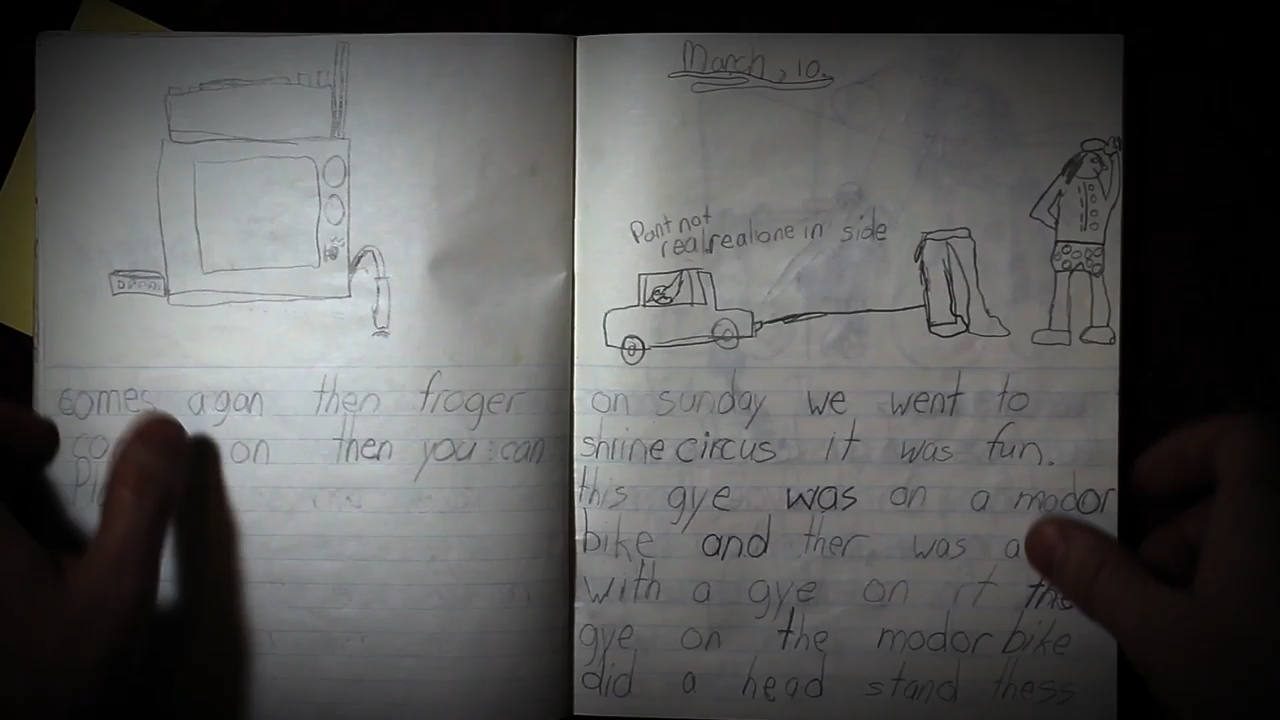 comes agan then froger
on then you can
March, 10.
Pant not
real realone in side
on sunday we went to
shrine circus it was fun.
this gye was on a modor
bike and ther was a
with a gye on it the
gye on the modor bike
did a head stand thess